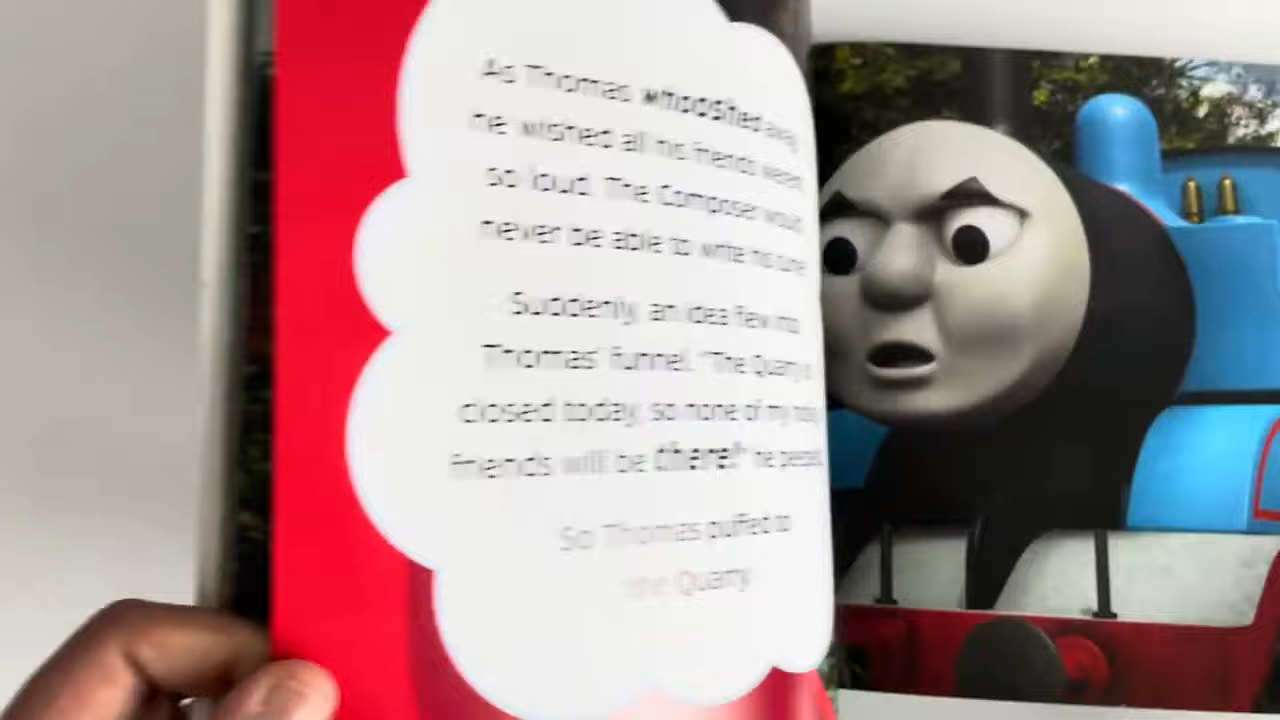 As Thomas whooshed away
he wished all his friends weren't
so loud. The Composer would
never be able to write his tune
Suddenly, an idea flew into
Thomas' funnel. "The Quarry is
closed today, so none of my noisy
friends will be there!" he peeped.
So Thomas puffed to
the Quarry